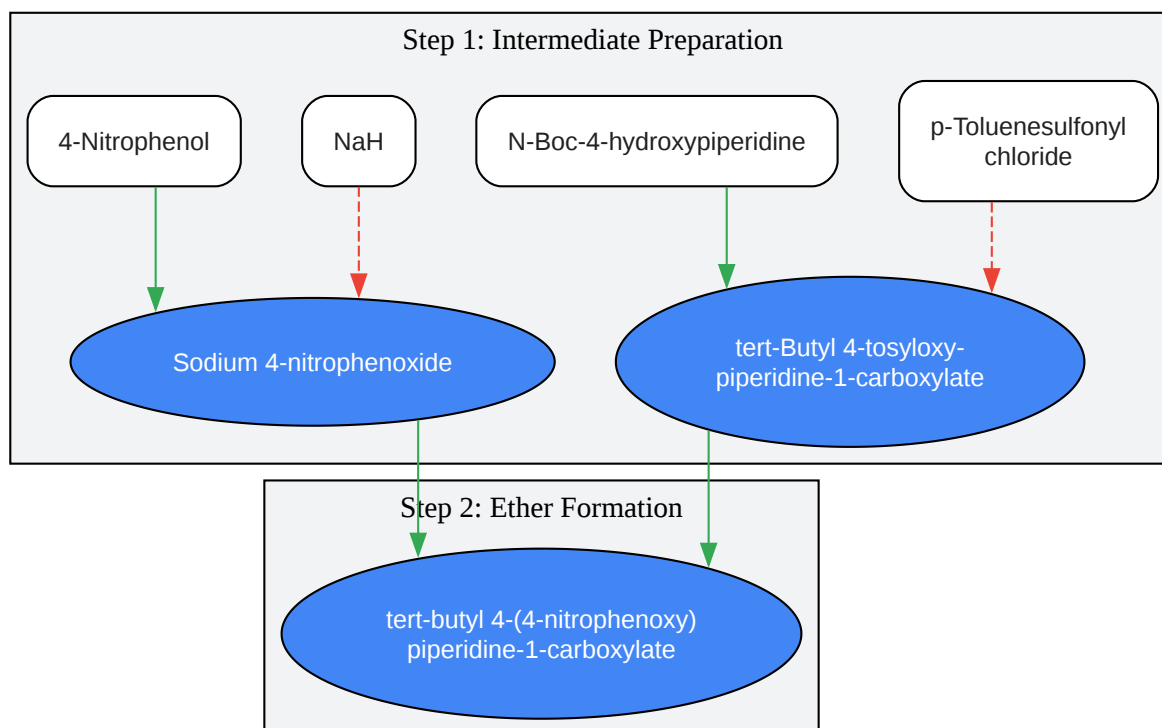 Step 1: Intermediate Preparation
4-Nitrophenol
NaH
N-Boc-4-hydroxypiperidine
p-Toluenesulfonyl
chloride
Sodium 4-nitrophenoxide
tert-Butyl 4-tosyloxy-
piperidine-1-carboxylate
Step 2: Ether Formation
tert-butyl 4-(4-nitrophenoxy)
piperidine-1-carboxylate